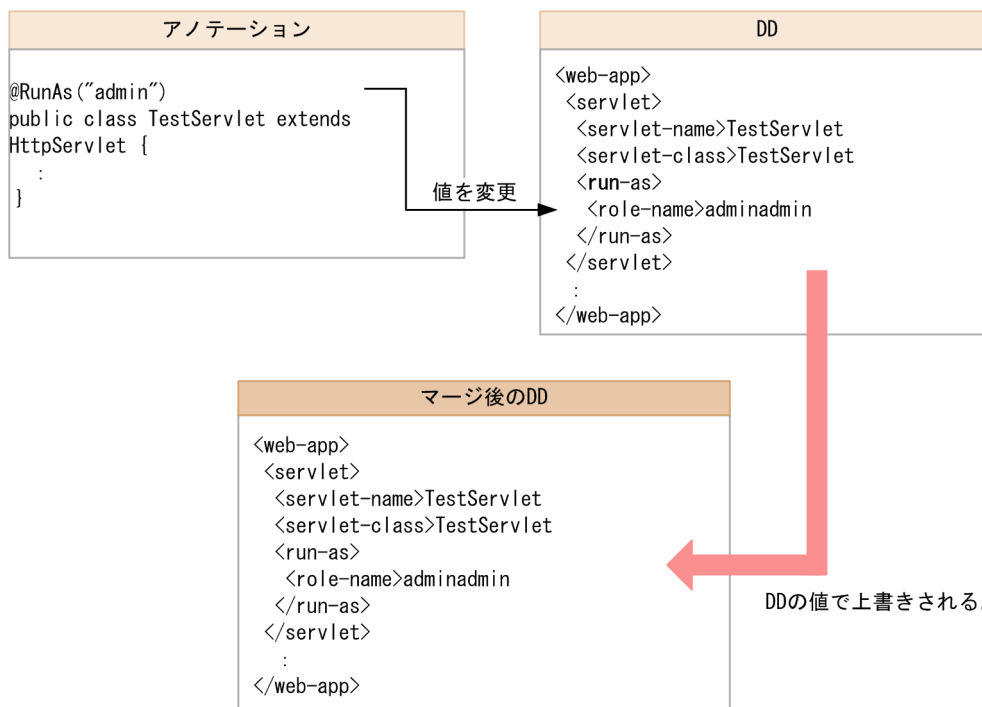 アノテーション
@RunAs("admin")
public class TestServlet extends
HttpServlet {
:
}
値を変更
DD
<web-app>
<servlet>
<servlet-name>TestServlet
<servlet-class>TestServlet
<run-as>
<role-name>adminadmin
</run-as>
</servlet>
:
</web-app>
マージ後のDD
<web-app>
<servlet>
<servlet-name>TestServlet
<servlet-class>TestServlet
<run-as>
<role-name>adminadmin
</run-as>
</servlet>
:
</web-app>
DDの値で上書きされる